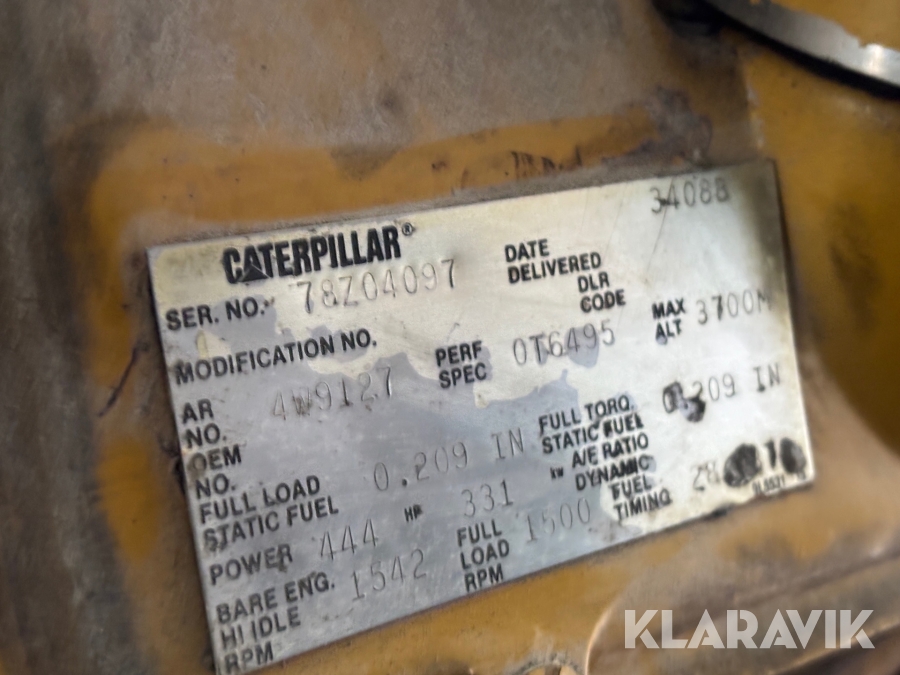 34088
CATERPILLAR®
SER. NO. 78Z04097
DATE DELIVERED
MODIFICATION NO.
DLR CODE
AR NO. 4W9127
PERF SPEC 0T6495
MAX ALT 3700M
OEM NO.
FULL LOAD STATIC FUEL 0.209 IN
FULL TORQ. STATIC FUEL 0.209 IN
A/E RATIO
POWER 444 HP 331 kW
DYNAMIC FUEL TIMING 28
BARE ENG. HI IDLE RPM 1542
FULL LOAD RPM 1500
KLARAVIK